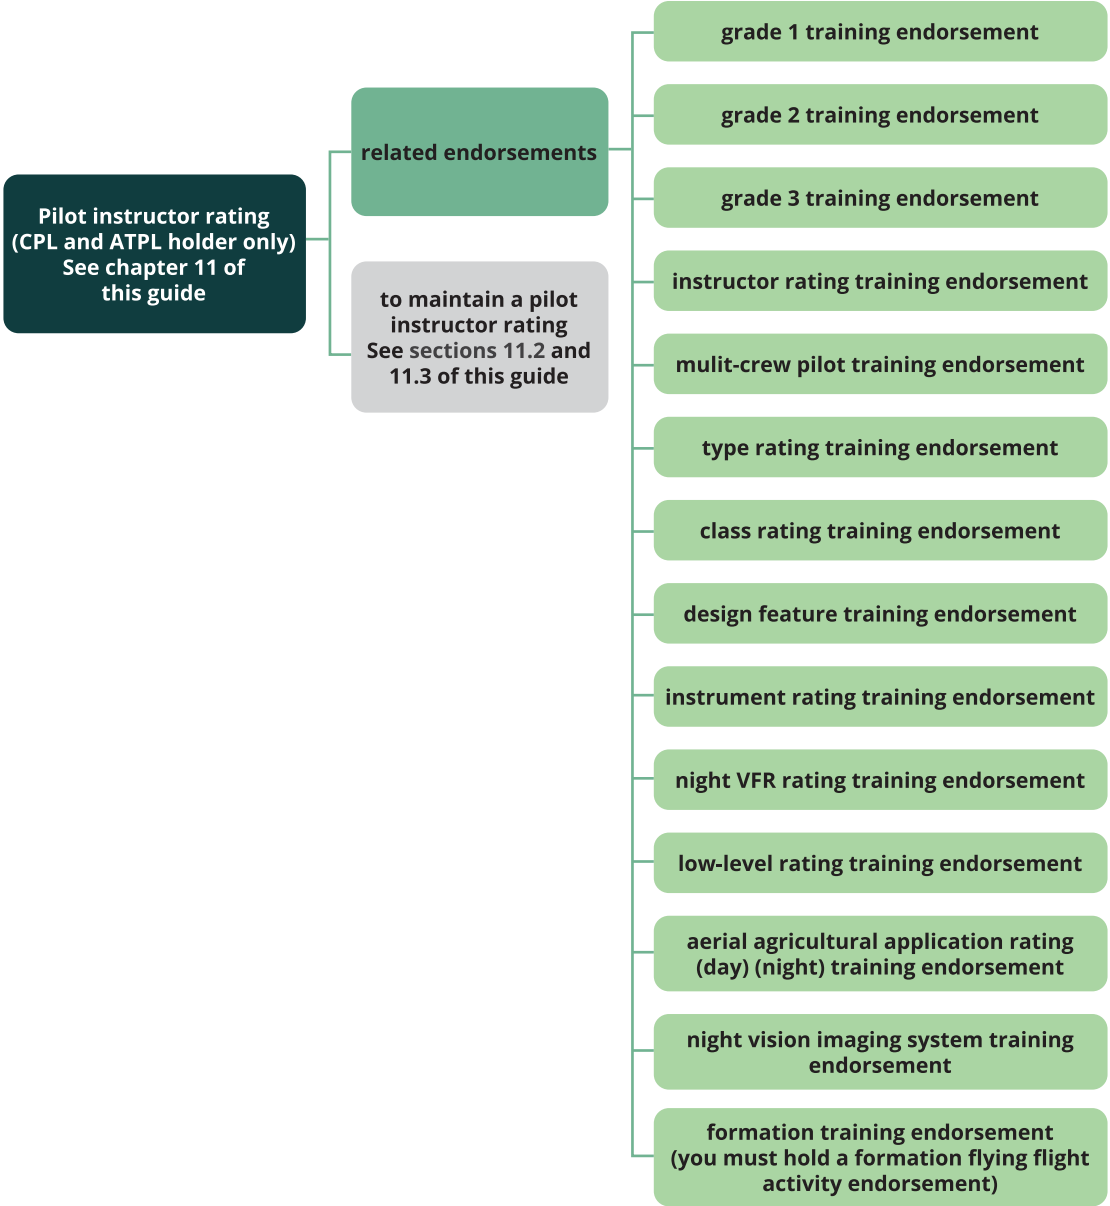 Pilot instructor rating
(CPL and ATPL holder only)
See chapter 11 of
this guide
related endorsements
to maintain a pilot
instructor rating
See sections 11.2 and
11.3 of this guide
grade 1 training endorsement
grade 2 training endorsement
grade 3 training endorsement
instructor rating training endorsement
mulit-crew pilot training endorsement
type rating training endorsement
class rating training endorsement
design feature training endorsement
instrument rating training endorsement
night VFR rating training endorsement
low-level rating training endorsement
aerial agricultural application rating
(day) (night) training endorsement
night vision imaging system training
endorsement
formation training endorsement
(you must hold a formation flying flight
activity endorsement)